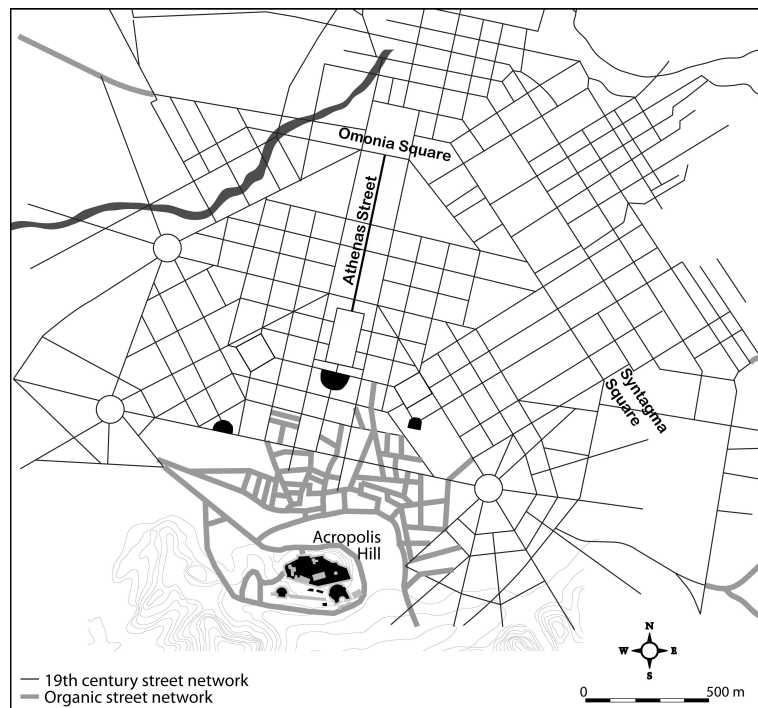 Omonia Square
Athenas Street
Syntagma
Square
Acropolis
Hill
N
W E
S
19th century street network
Organic street network
0 500 m